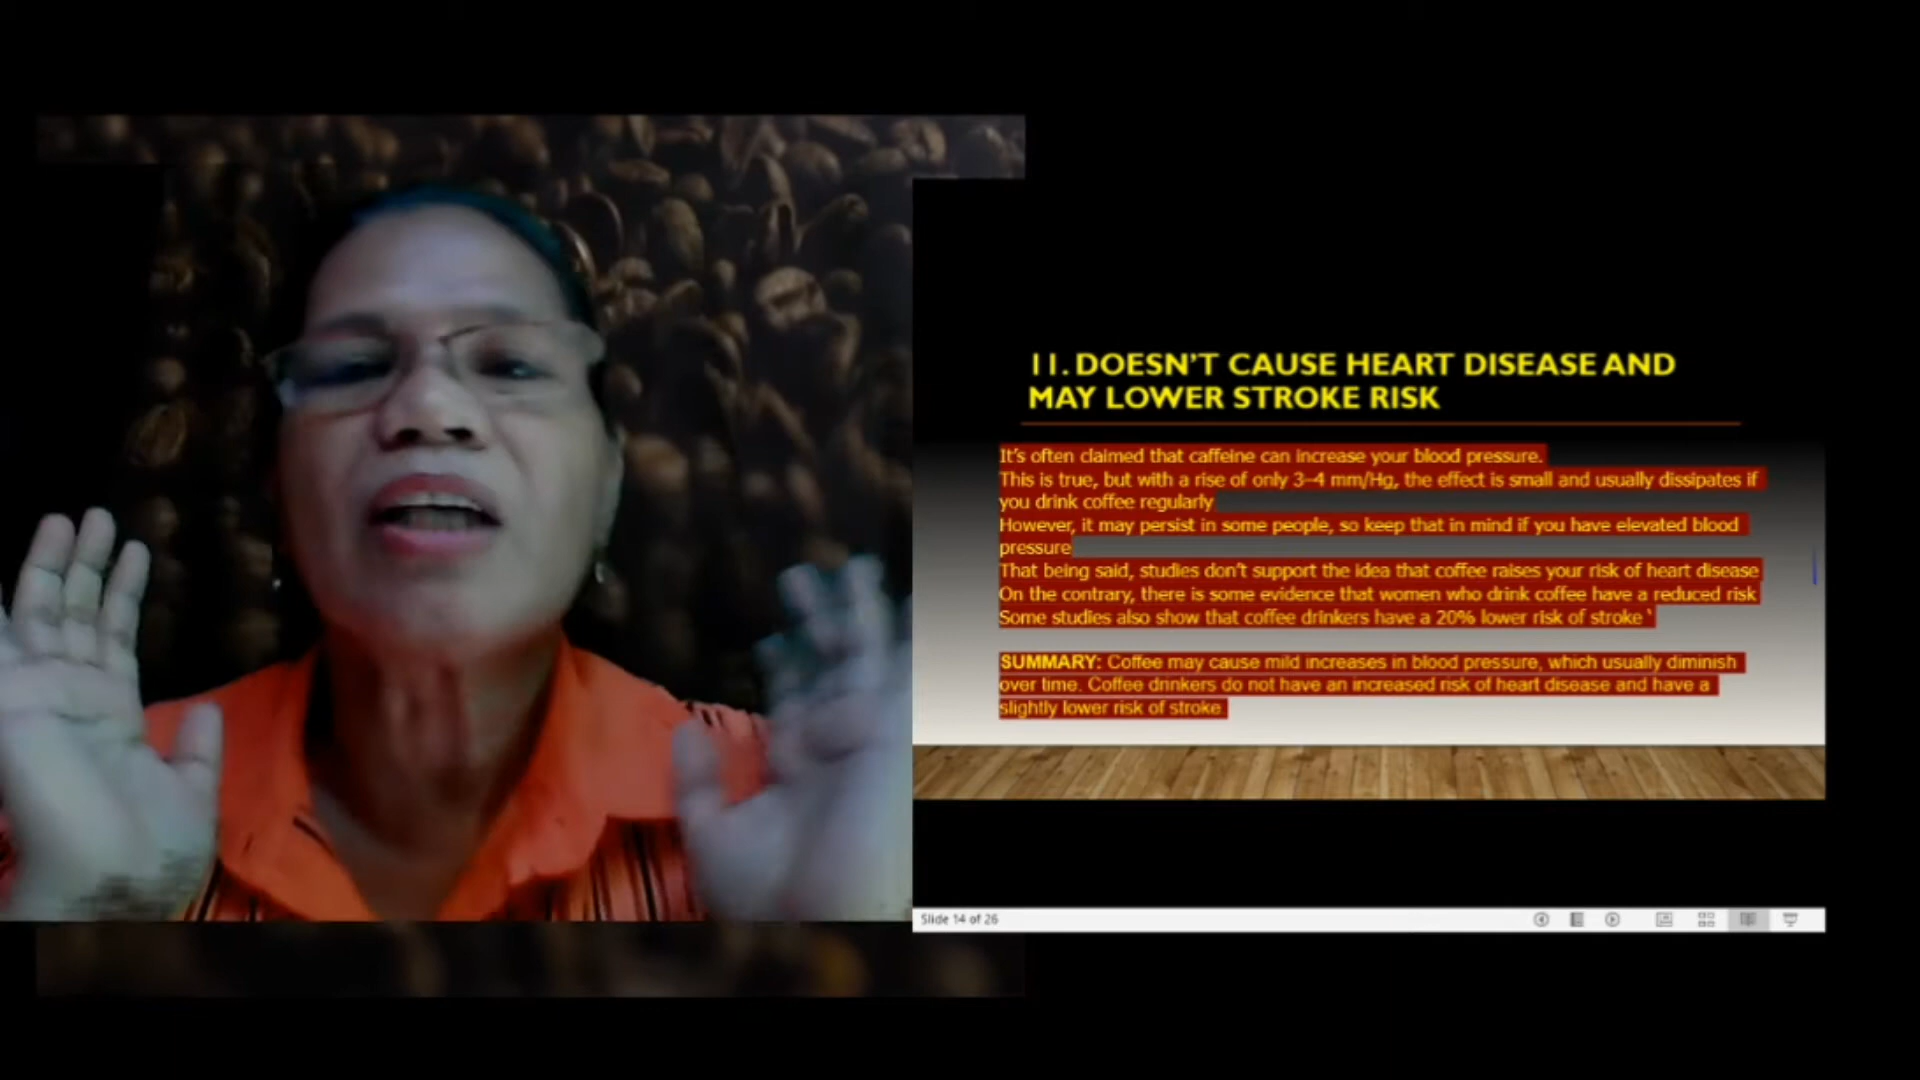 11. DOESN'T CAUSE HEART DISEASE AND
MAY LOWER STROKE RISK
It's often claimed that caffeine can increase your blood pressure.
This is true, but with a rise of only 3–4 mm/Hg, the effect is small and usually dissipates if
you drink coffee regularly
However, it may persist in some people, so keep that in mind if you have elevated blood
pressure
That being said, studies don't support the idea that coffee raises your risk of heart disease
On the contrary, there is some evidence that women who drink coffee have a reduced risk
Some studies also show that coffee drinkers have a 20% lower risk of stroke `
SUMMARY: Coffee may cause mild increases in blood pressure, which usually diminish
over time. Coffee drinkers do not have an increased risk of heart disease and have a
slightly lower risk of stroke
Slide 14 of 26